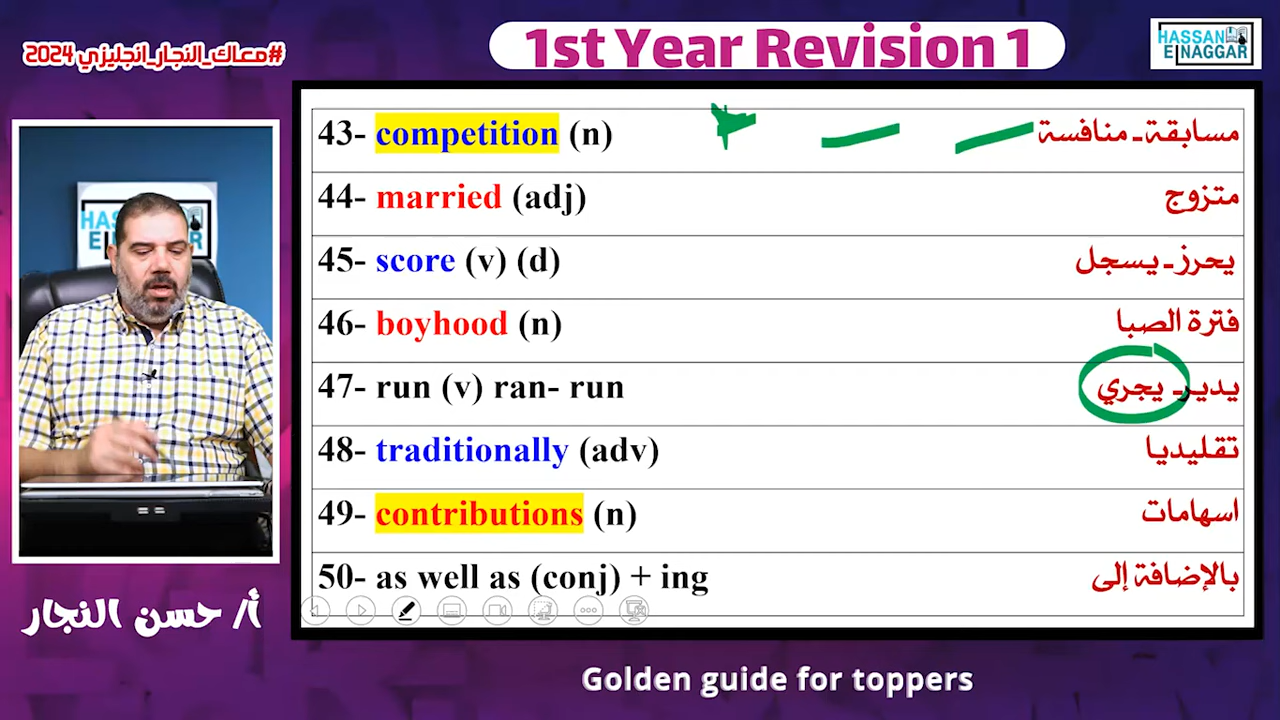 #معاك_النجار_انجليزي 2024
1st Year Revision 1
HASSAN
ELNAGGAR
43- competition (n) مسابقة - منافسة
44- married (adj) متزوج
45- score (v) (d) يحرز - يسجل
46- boyhood (n) فترة الصبا
47- run (v) ran- run يدير - يجري
48- traditionally (adv) تقليديا
49- contributions (n) اسهامات
50- as well as (conj) + ing بالإضافة إلى
أ/ حسن النجار
Golden guide for toppers